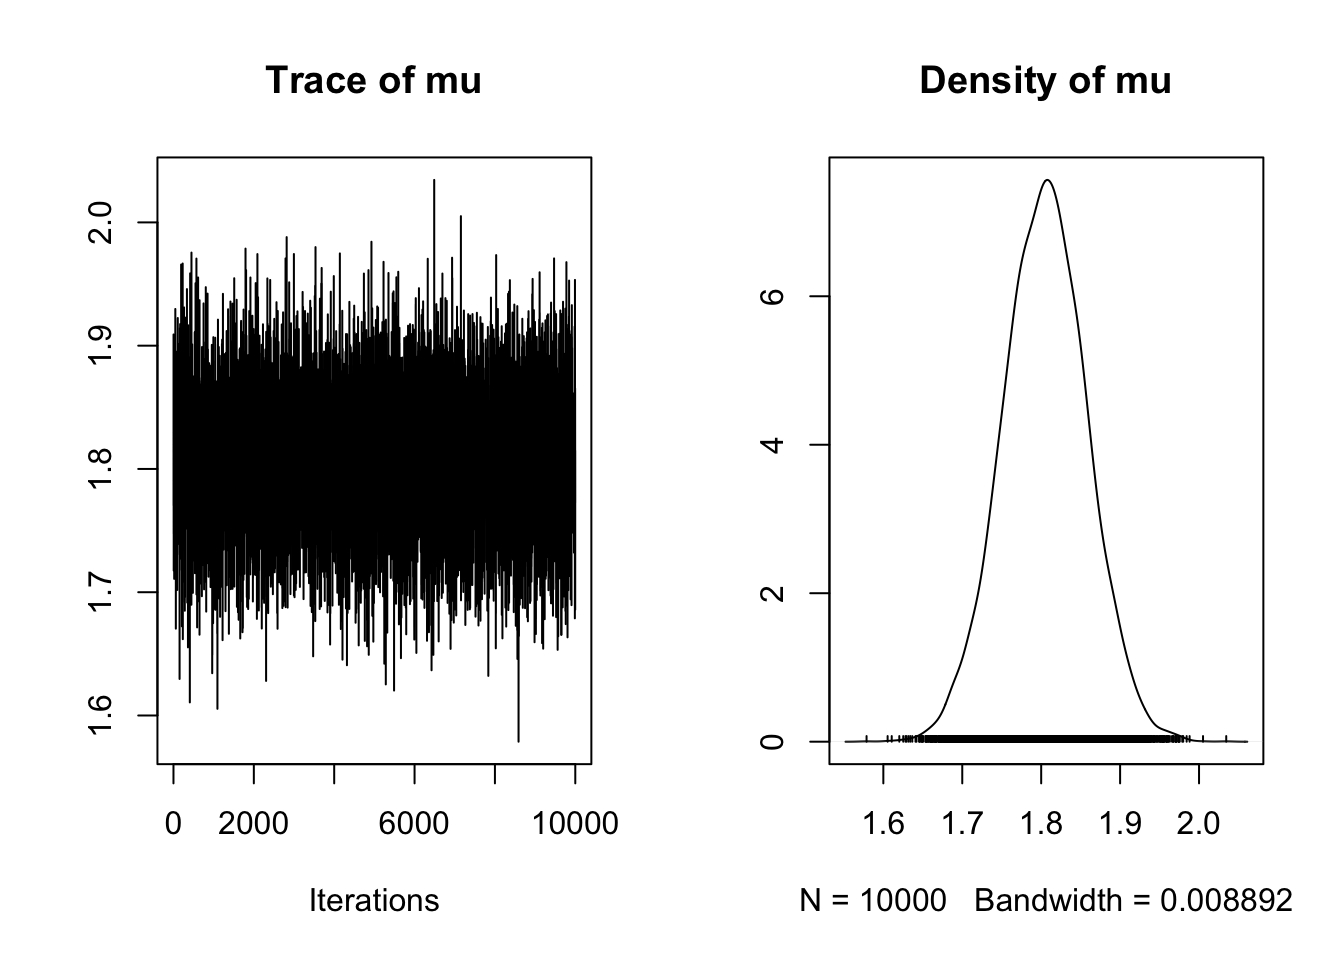 Trace of mu
2.0
1.9
1.8
1.7
1.6
0 2000 6000 10000
Iterations
Density of mu
6
4
2
0
1.6 1.7 1.8 1.9 2.0
N = 10000 Bandwidth = 0.008892